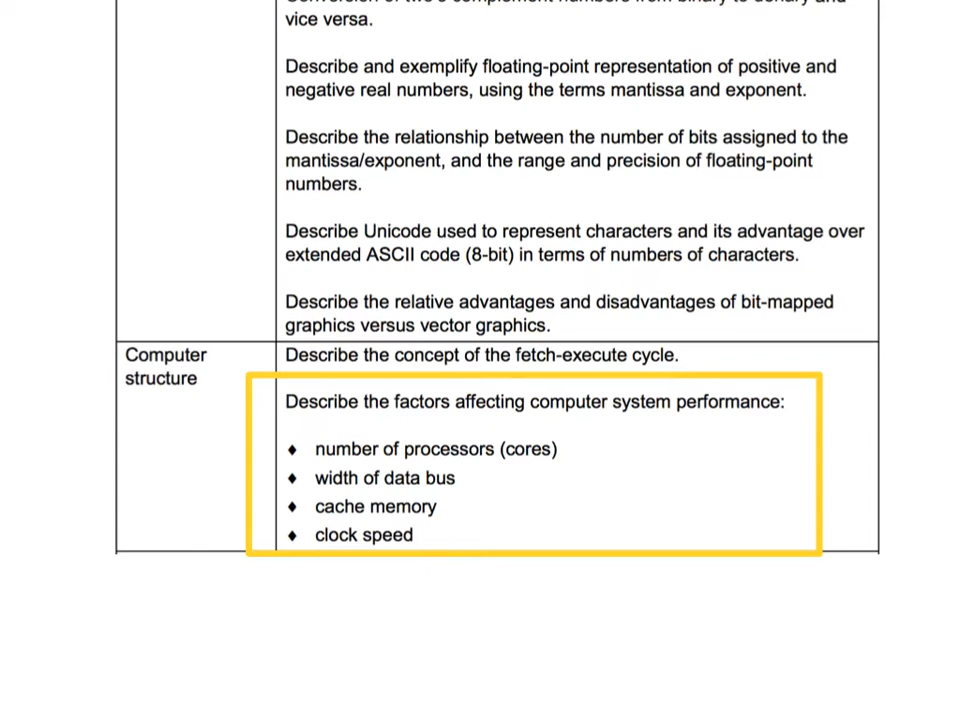 vice versa.
Describe and exemplify floating-point representation of positive and
negative real numbers, using the terms mantissa and exponent.
Describe the relationship between the number of bits assigned to the
mantissa/exponent, and the range and precision of floating-point
numbers.
Describe Unicode used to represent characters and its advantage over
extended ASCII code (8-bit) in terms of numbers of characters.
Describe the relative advantages and disadvantages of bit-mapped
graphics versus vector graphics.
Computer
structure
Describe the concept of the fetch-execute cycle.
Describe the factors affecting computer system performance:
♦ number of processors (cores)
♦ width of data bus
♦ cache memory
♦ clock speed